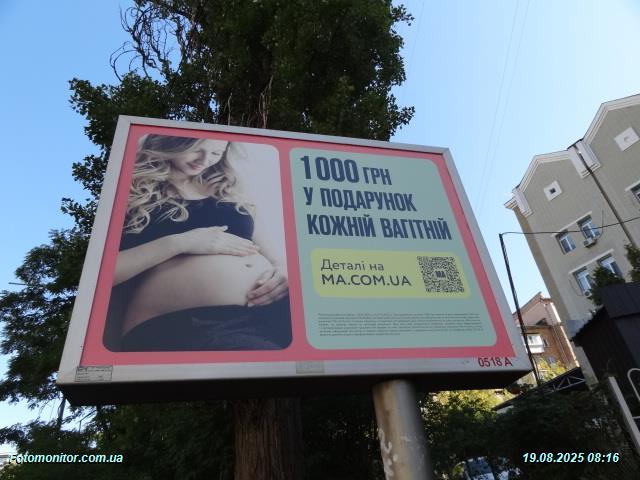 1000 ГРН
У ПОДАРУНОК
КОЖНІЙ ВАГІТНІЙ
Деталі на
MA.COM.UA
MA
0518 A
Fotomonitor.com.ua
19.08.2025 08:16